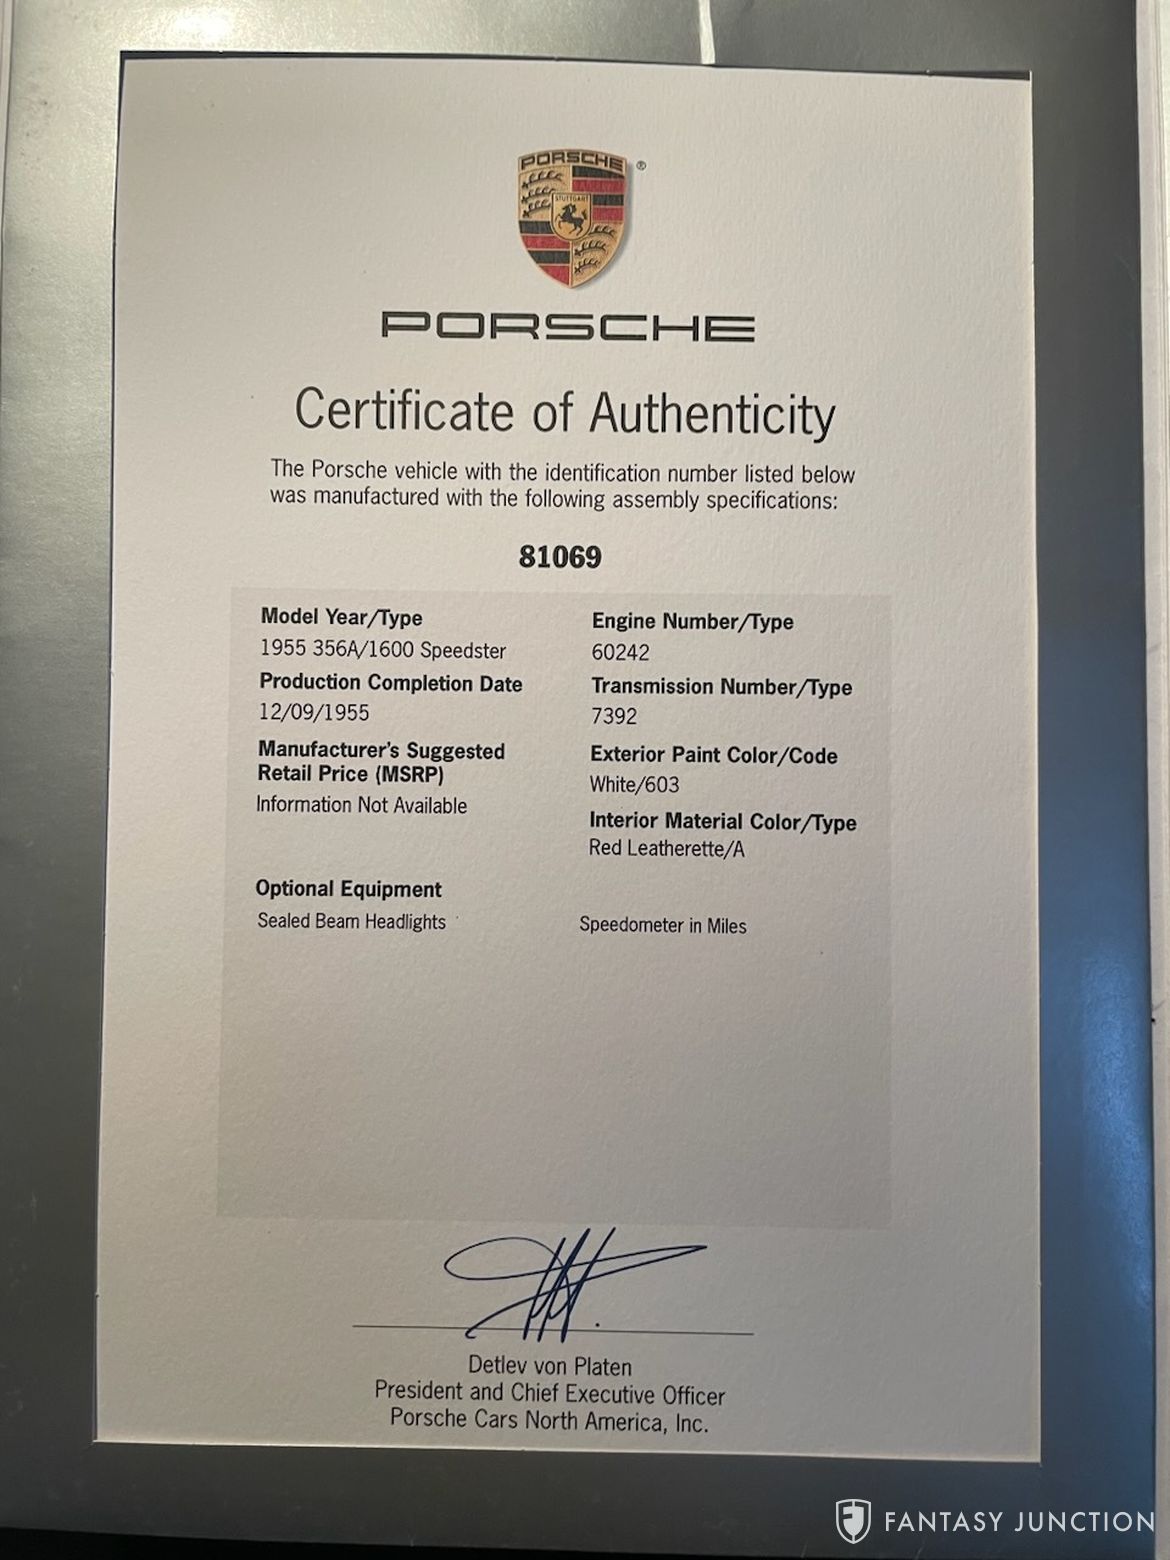 PORSCHE
®
STUTTGART
PORSCHE
Certificate of Authenticity
The Porsche vehicle with the identification number listed below
was manufactured with the following assembly specifications:
81069
Model Year/Type
1955 356A/1600 Speedster
Production Completion Date
12/09/1955
Manufacturer's Suggested
Retail Price (MSRP)
Information Not Available
Engine Number/Type
60242
Transmission Number/Type
7392
Exterior Paint Color/Code
White/603
Interior Material Color/Type
Red Leatherette/A
Optional Equipment
Sealed Beam Headlights
Speedometer in Miles
Detlev von Platen
President and Chief Executive Officer
Porsche Cars North America, Inc.
FANTASY JUNCTION